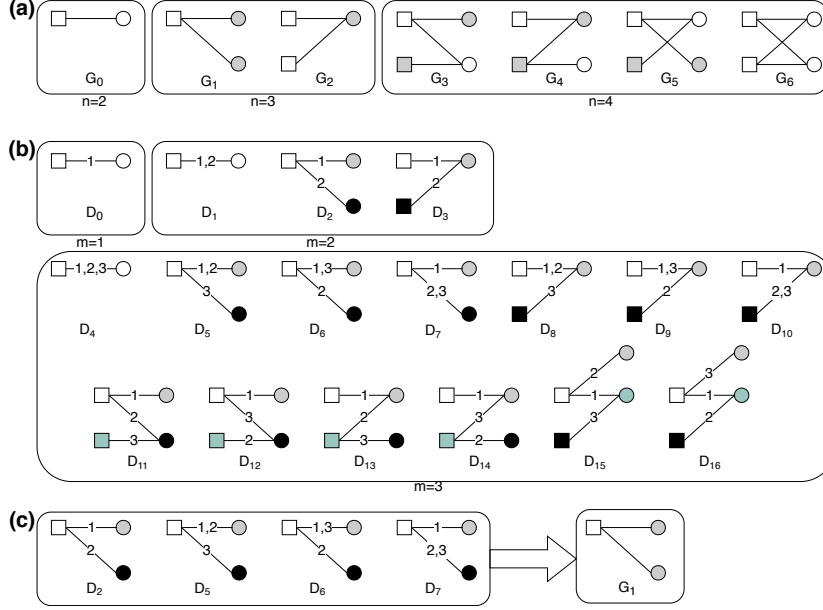 (a)
G0 G1 G2 G3 G4 G5 G6
n=2 n=3 n=4
(b)
1 1,2 1 1
2 2
D0 D1 D2 D3
m=1 m=2
1,2,3 1,2 1,3 1 1,2 1,3 1
3 2 2,3 3 2 2,3
D4 D5 D6 D7 D8 D9 D10
2 3
1 1 1 1 1 1
2 3 2 3 3 2
3 2 3 2
D11 D12 D13 D14 D15 D16
m=3
(c)
1 1,2 1,3 1
2 3 2 2,3
D2 D5 D6 D7 G1